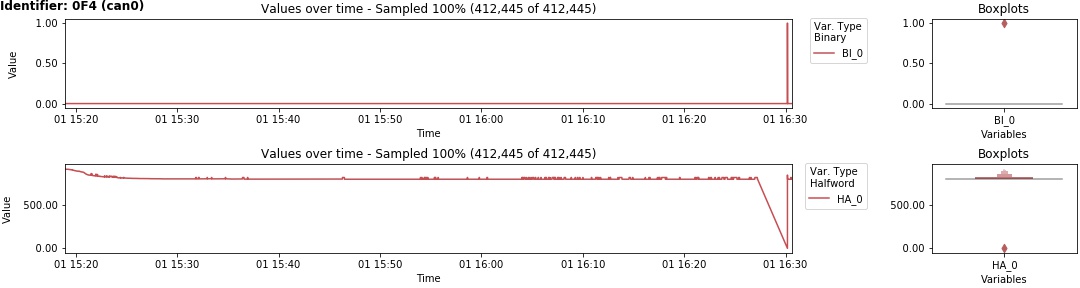 Identifier: 0F4 (can0)
Values over time - Sampled 100% (412,445 of 412,445)
Boxplots
Value
1.00
0.50
0.00
01 15:20 01 15:30 01 15:40 01 15:50 01 16:00 01 16:10 01 16:20 01 16:30
Time
Var. Type
Binary
BI_0
1.00
0.50
0.00
BI_0
Variables
Values over time - Sampled 100% (412,445 of 412,445)
Boxplots
Value
500.00
0.00
01 15:20 01 15:30 01 15:40 01 15:50 01 16:00 01 16:10 01 16:20 01 16:30
Time
Var. Type
Halfword
HA_0
500.00
0.00
HA_0
Variables